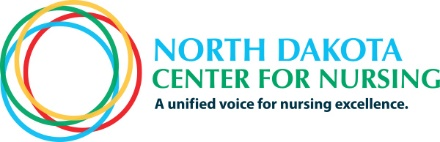 NORTH DAKOTA
CENTER FOR NURSING
A unified voice for nursing excellence.